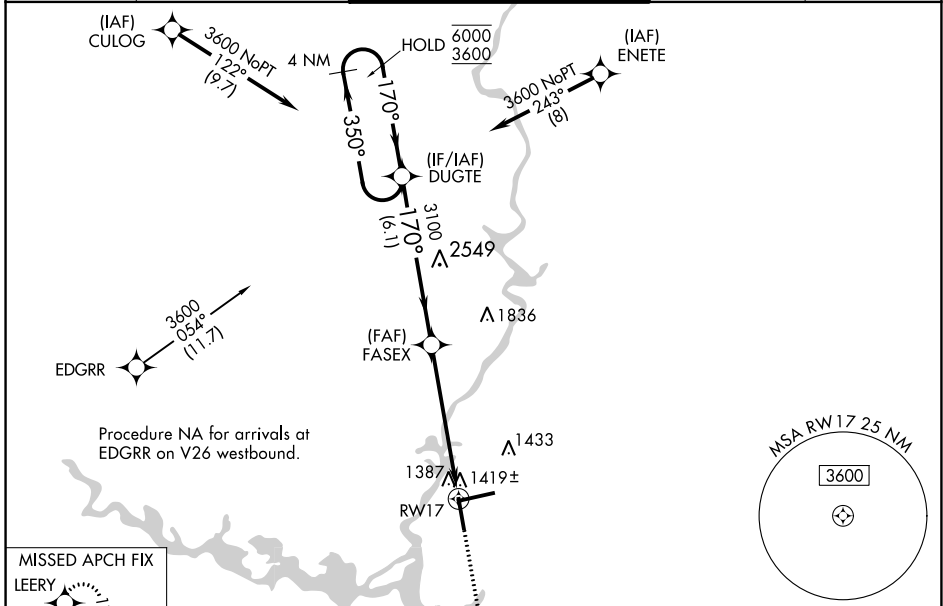 (IAF)
CULOG
3600 NoPT
122°
(9.7)
4 NM
HOLD
6000
3600
(IAF)
ENETE
3600 NoPT
243°
(8)
170°
350°
(IF/IAF)
DUGTE
3100
170°
(6.1)
2549
1836
3600
054°
(11.7)
(FAF)
FASEX
EDGRR
Procedure NA for arrivals at
EDGRR on V26 westbound.
1433
1387
1419±
RW17
MSA RW17 25 NM
3600
MISSED APCH FIX
LEERY